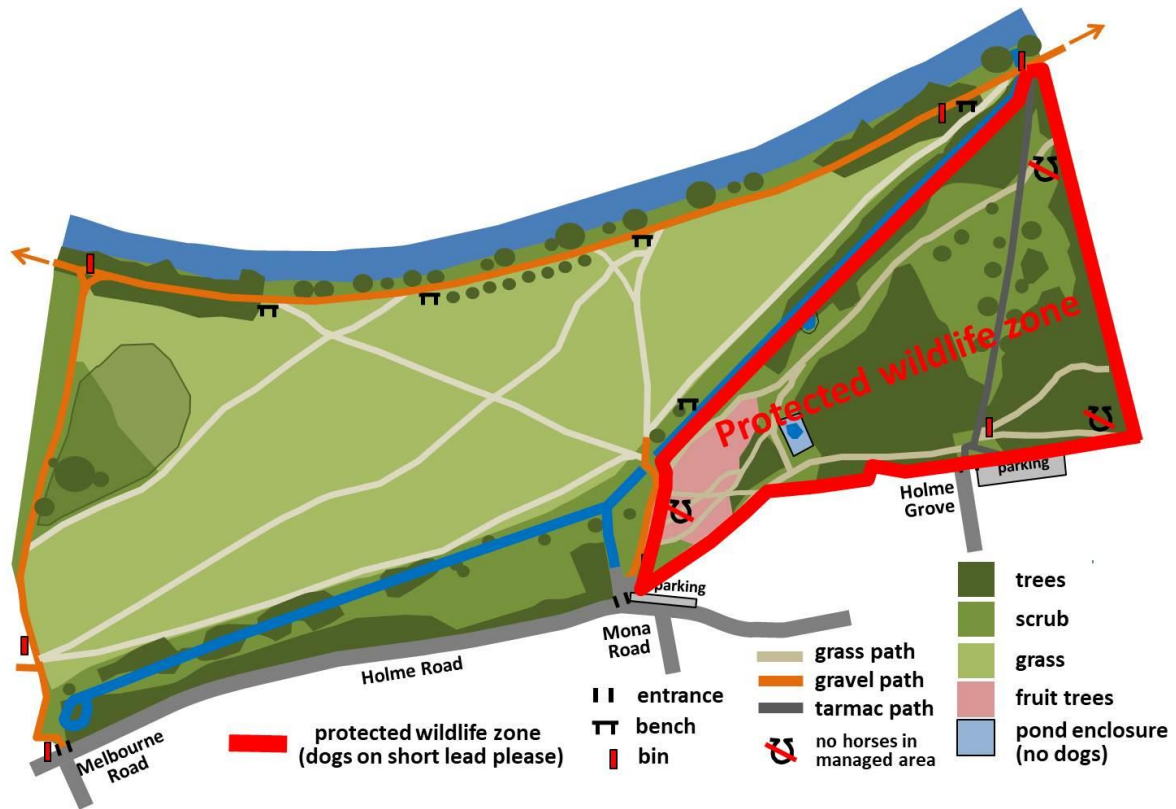 Protected wildlife zone
parking
Holme
Grove
parking
Mona
Road
Holme Road
Melbourne
Road
protected wildlife zone
(dogs on short lead please)
entrance
bench
bin
grass path
gravel path
tarmac path
no horses in
managed area
trees
scrub
grass
fruit trees
pond enclosure
(no dogs)